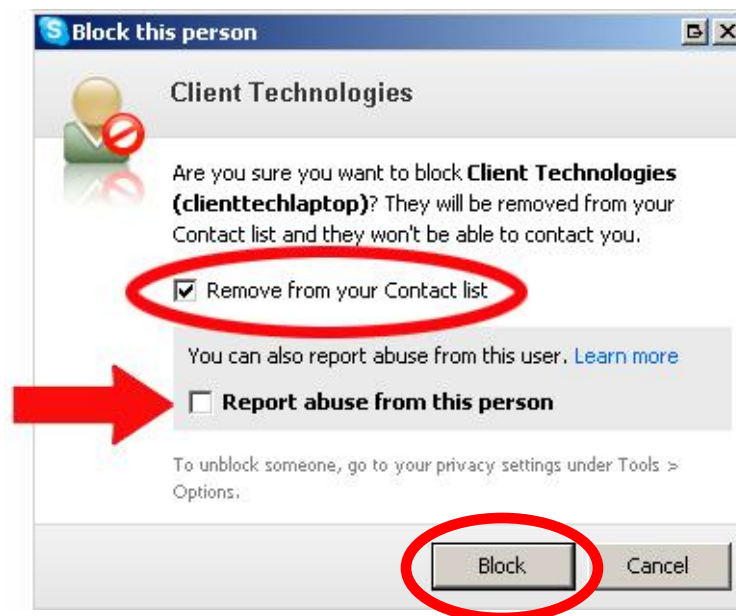 Block this person
Client Technologies
Are you sure you want to block Client Technologies
(clienttechlaptop)? They will be removed from your
Contact list and they won't be able to contact you.
Remove from your Contact list
You can also report abuse from this user. Learn more
Report abuse from this person
To unblock someone, go to your privacy settings under Tools >
Options.
Block Cancel